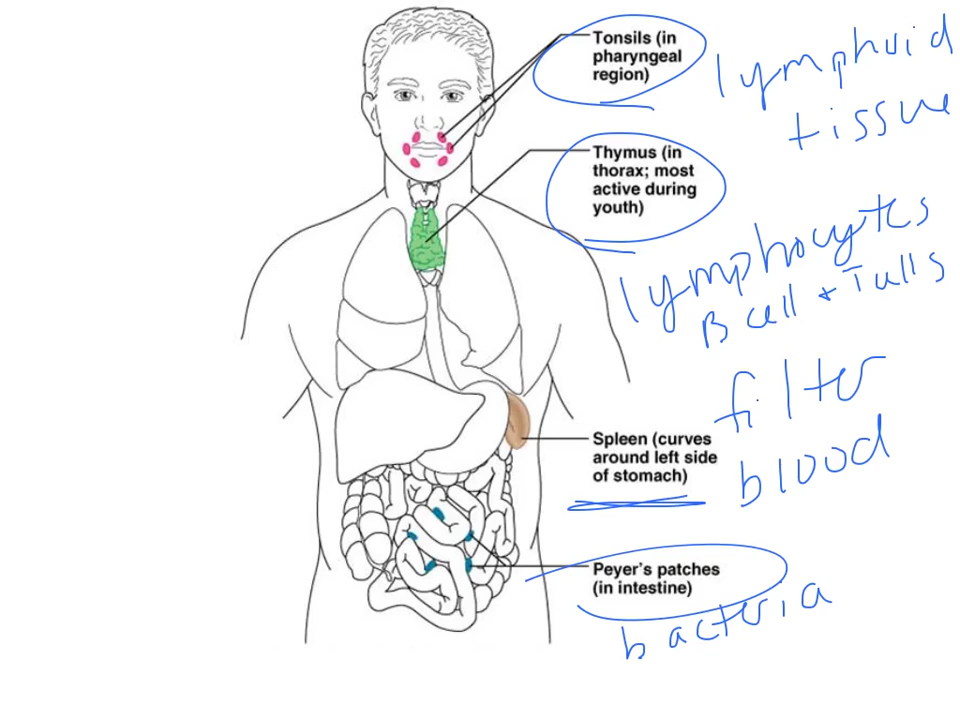 Tonsils (in
pharyngeal
region)
lymphoid
tissue
Thymus (in
thorax; most
active during
youth)
lymphocytes
B cell + T cells
filter
blood
Spleen (curves
around left side
of stomach)
Peyer's patches
(in intestine)
bacteria